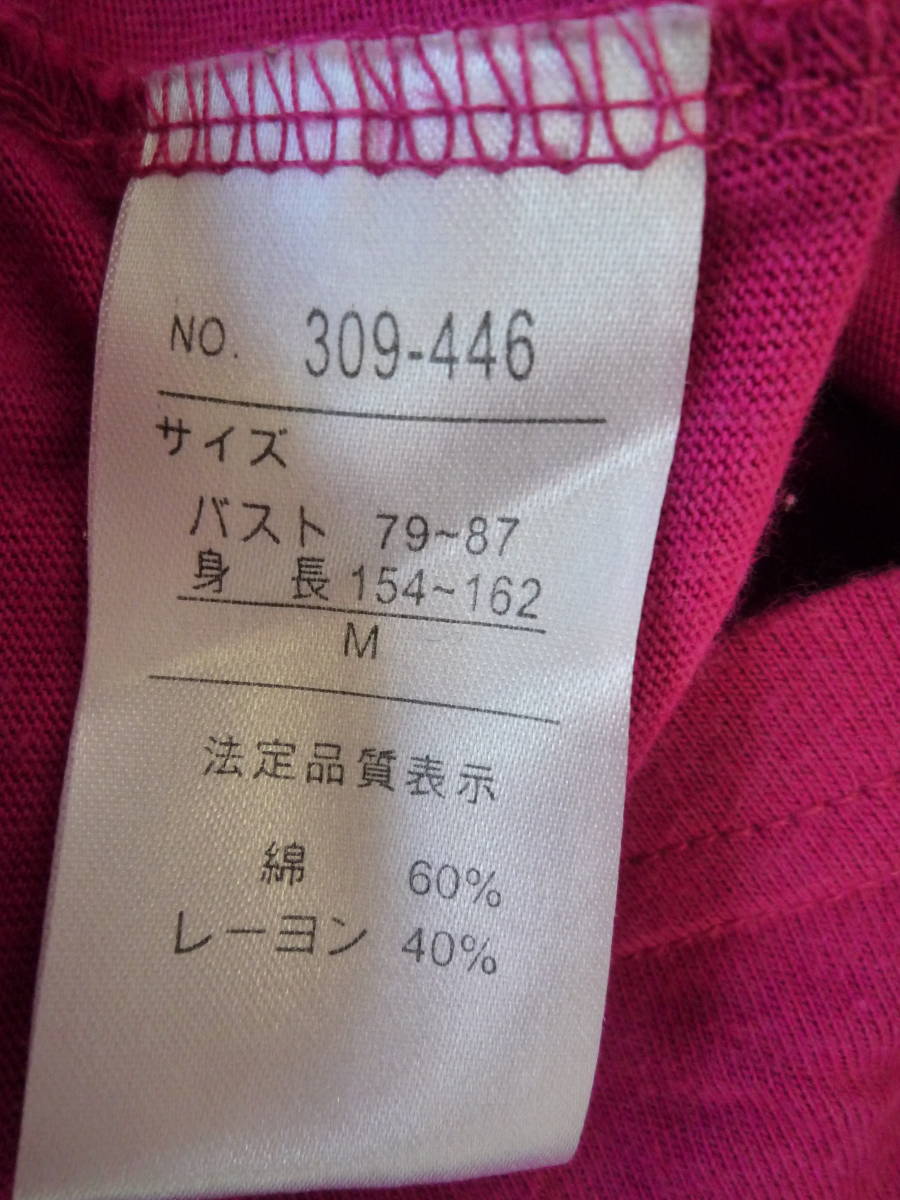 NO. 309-446
サイズ
バスト 79~87
身 長 154~162
M
法定品質表示
綿 60%
レーヨン 40%